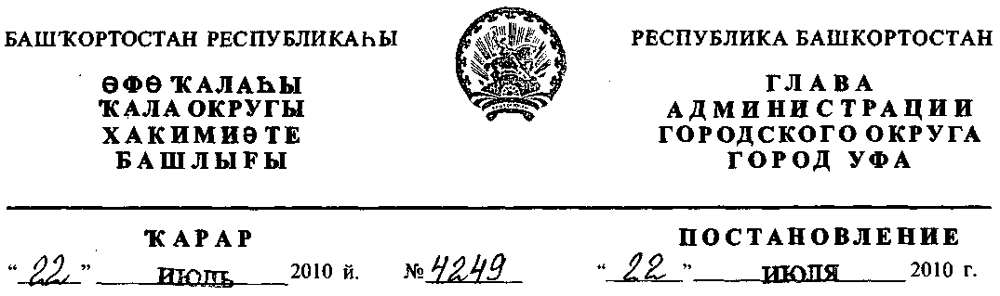 БАШҠОРТОСТАН РЕСПУБЛИКАҺЫ
ӨФӨ ҠАЛАҺЫ
ҠАЛА ОКРУГЫ
ХАКИМИӘТЕ
БАШЛЫҒЫ
РЕСПУБЛИКА БАШКОРТОСТАН
ГЛАВА
АДМИНИСТРАЦИИ
ГОРОДСКОГО ОКРУГА
ГОРОД УФА
ҠАРАР
ПОСТАНОВЛЕНИЕ
“22” ИЮЛЬ 2010 й. №4249 “22” ИЮЛЯ 2010 г.